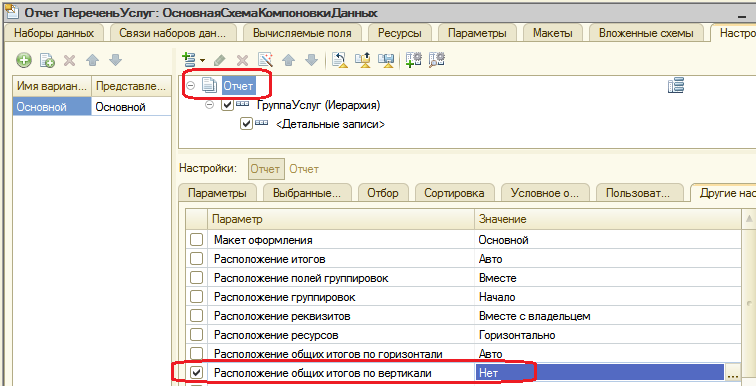 Отчет ПереченьУслуг: ОсновнаяСхемаКомпоновкиДанных
Наборы данных Связи наборов дан... Вычисляемые поля Ресурсы Параметры Макеты Вложенные схемы Настро
Имя вариан... Представле...
Основной Основной
Отчет
ГруппаУслуг (Иерархия)
<Детальные записи>
Настройки: Отчет Отчет
Параметры Выбранные... Отбор Сортировка Условное о... Пользоват... Другие нас
Параметр Значение
Макет оформления Основной
Расположение итогов Авто
Расположение полей группировок Вместе
Расположение группировок Начало
Расположение реквизитов Вместе с владельцем
Расположение ресурсов Горизонтально
Расположение общих итогов по горизонтали Авто
Расположение общих итогов по вертикали Нет ...